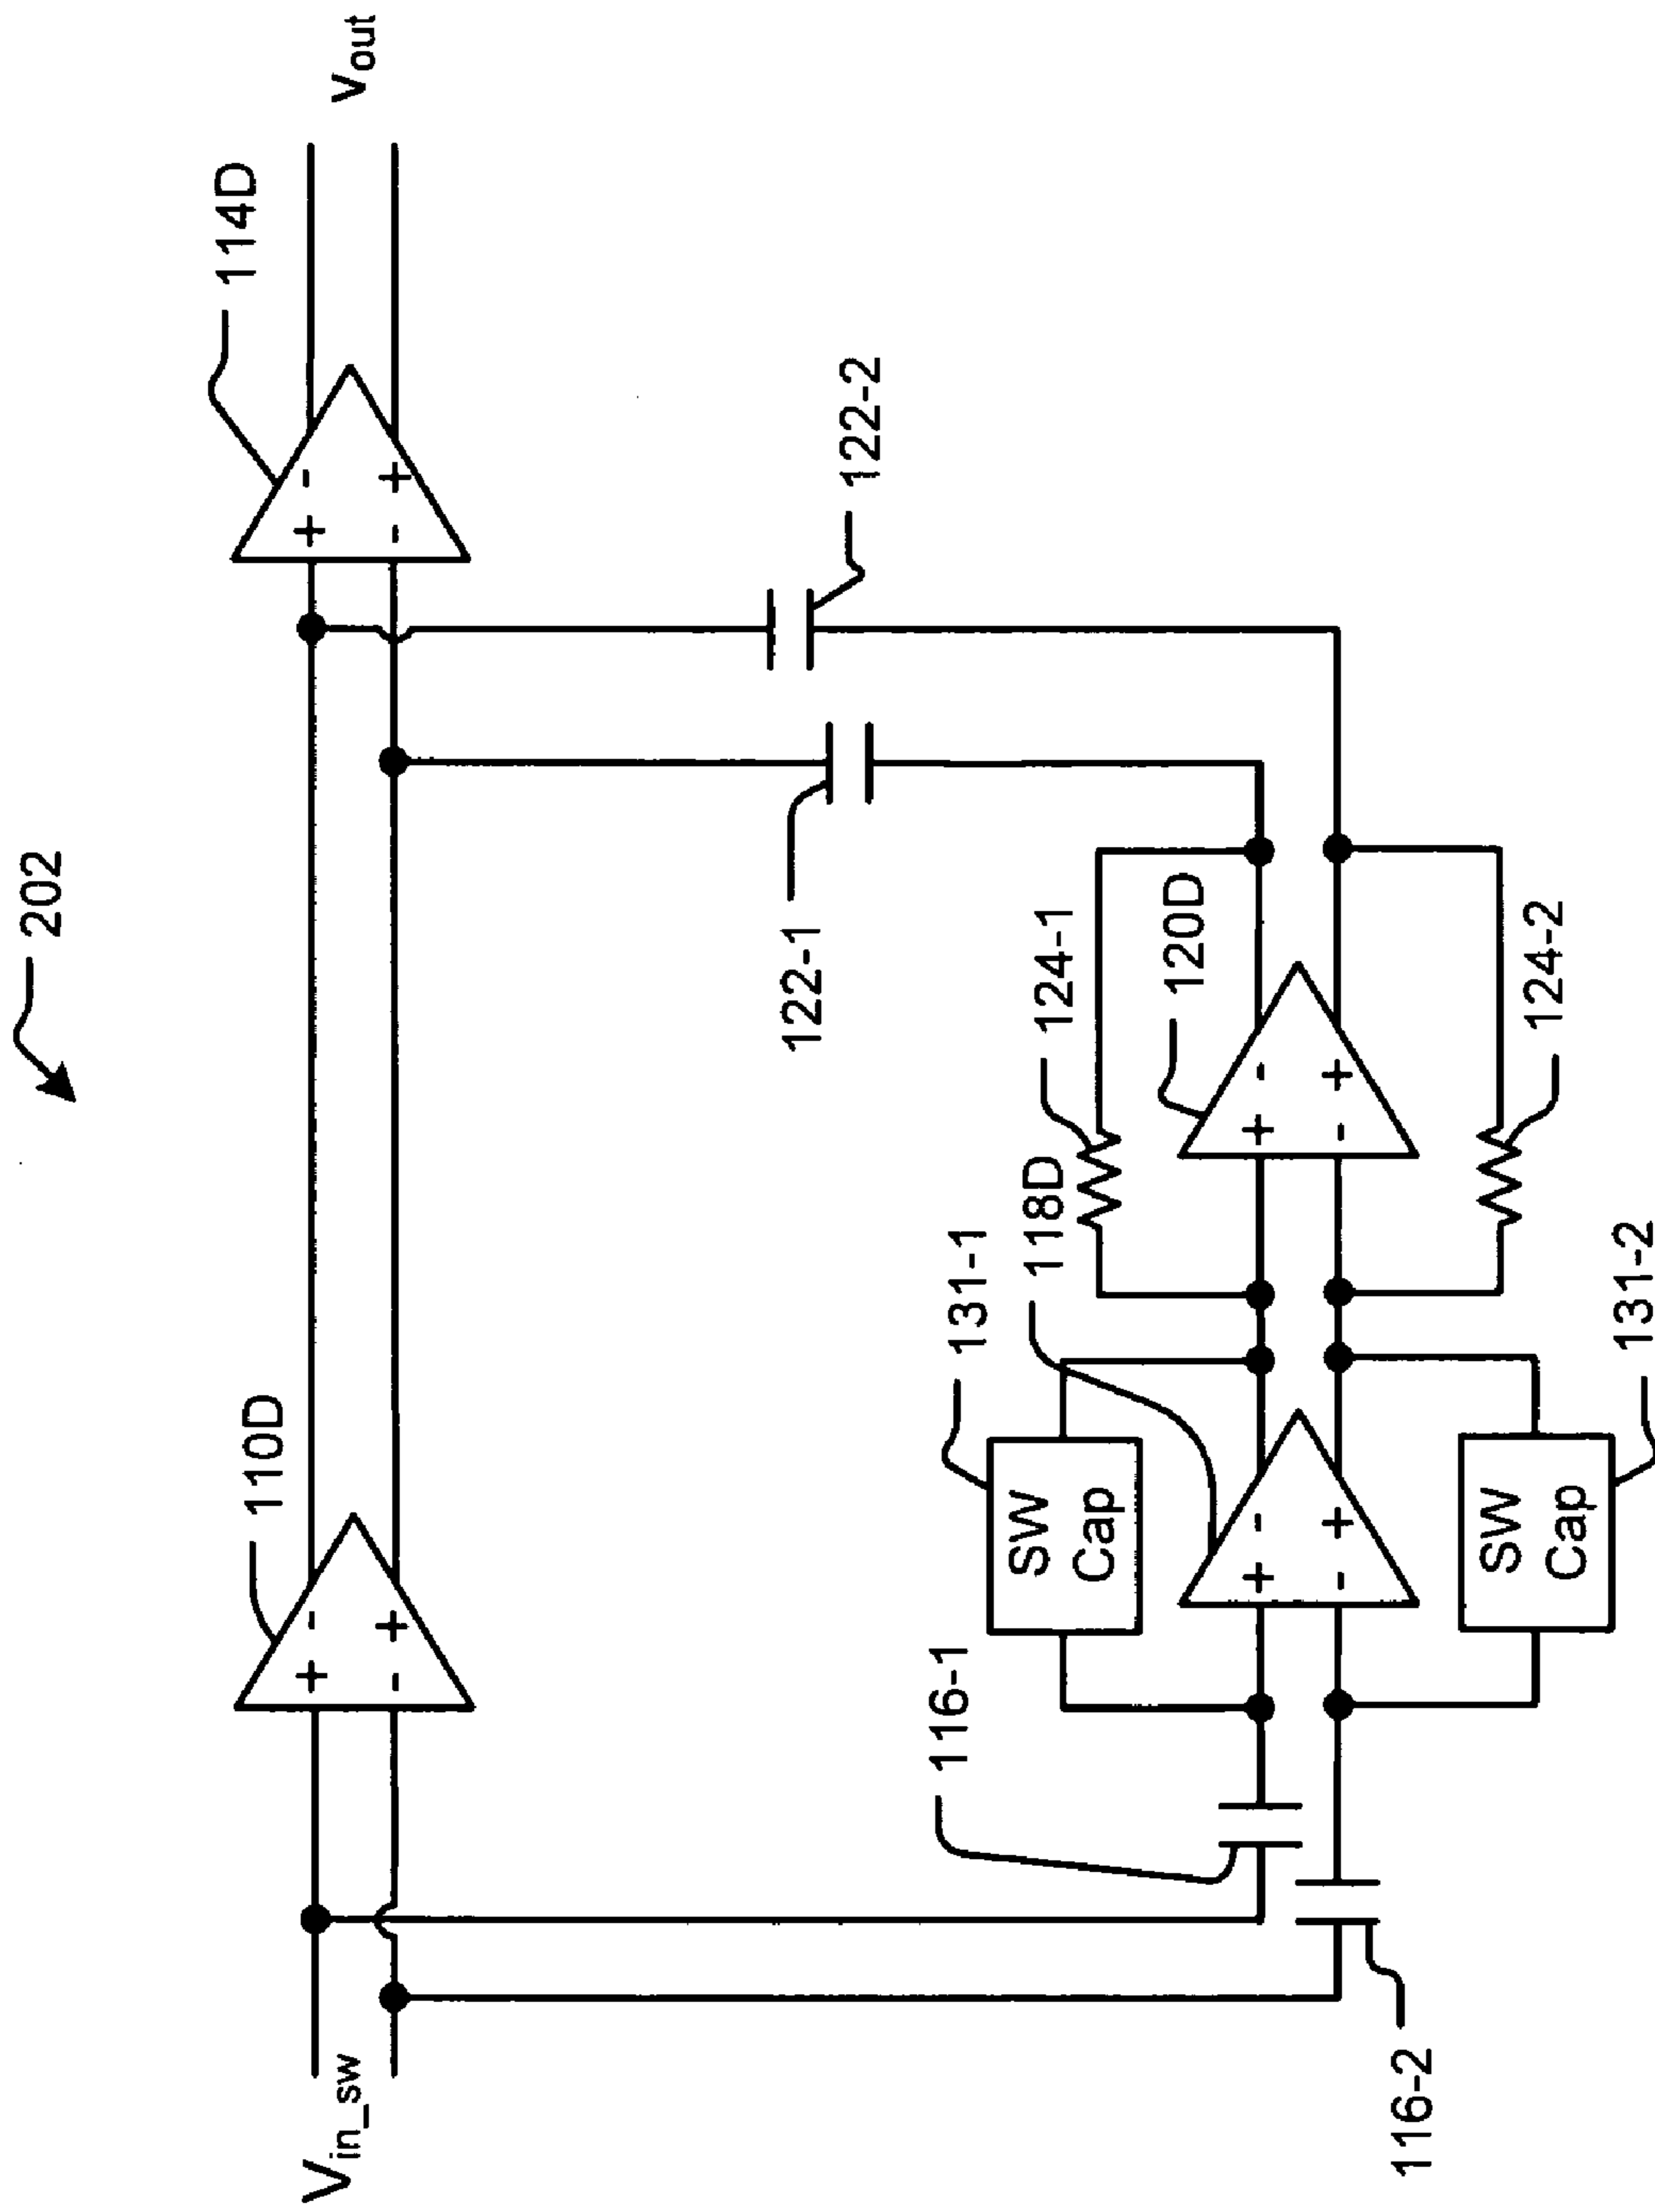 202
110D
114D
+ -
- +
+ -
- +
Vin_sw
Vout
122-1
122-2
116-1
131-1
118D
124-1
120D
SW
Cap
+ -
- +
+ -
- +
SW
Cap
116-2
131-2
124-2